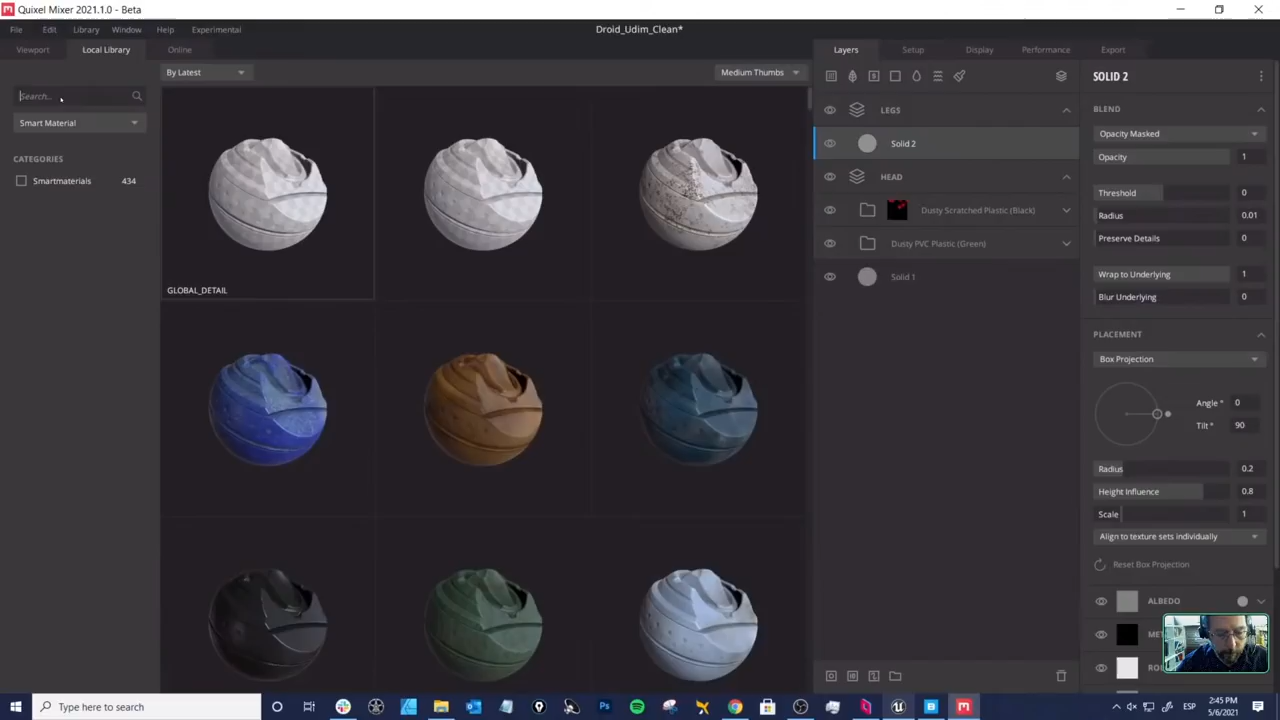 Quixel Mixer 2021.1.0 - Beta
File Edit Library Window Help Experimental
Droid_Udim_Clean*
Viewport Local Library Online
Layers Setup Display Performance Export
By Latest
Medium Thumbs
Search...
Smart Material
CATEGORIES
Smartmaterials 434
GLOBAL_DETAIL
LEGS
Solid 2
HEAD
Dusty Scratched Plastic (Black)
Dusty PVC Plastic (Green)
Solid 1
SOLID 2
BLEND
Opacity Masked
Opacity 1
Threshold 0
Radius 0.01
Preserve Details 0
Wrap to Underlying 1
Blur Underlying 0
PLACEMENT
Box Projection
Angle ° 0
Tilt ° 90
Radius 0.2
Height Influence 0.8
Scale 1
Align to texture sets individually
Reset Box Projection
ALBEDO
Type here to search
ESP
2:45 PM
5/6/2021